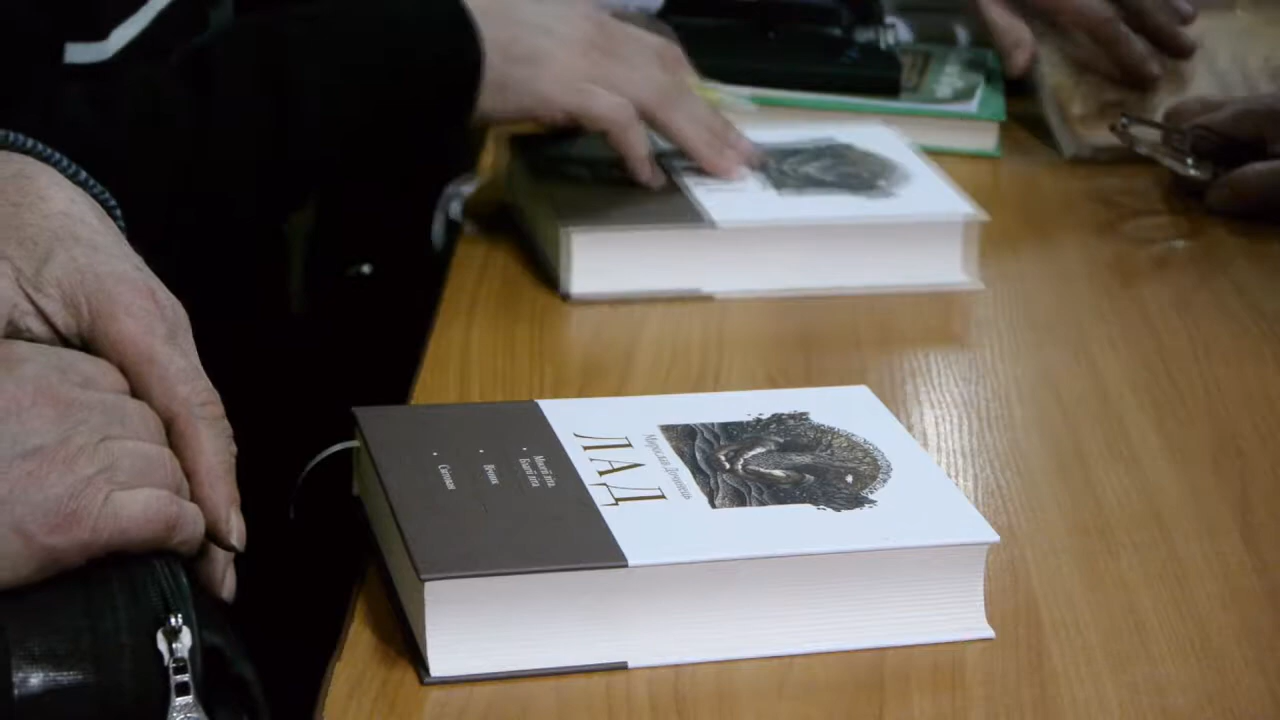 Мирослав Дочинець
ЛАД
• Многії літа.
Благії літа
• Вічник
• Світован